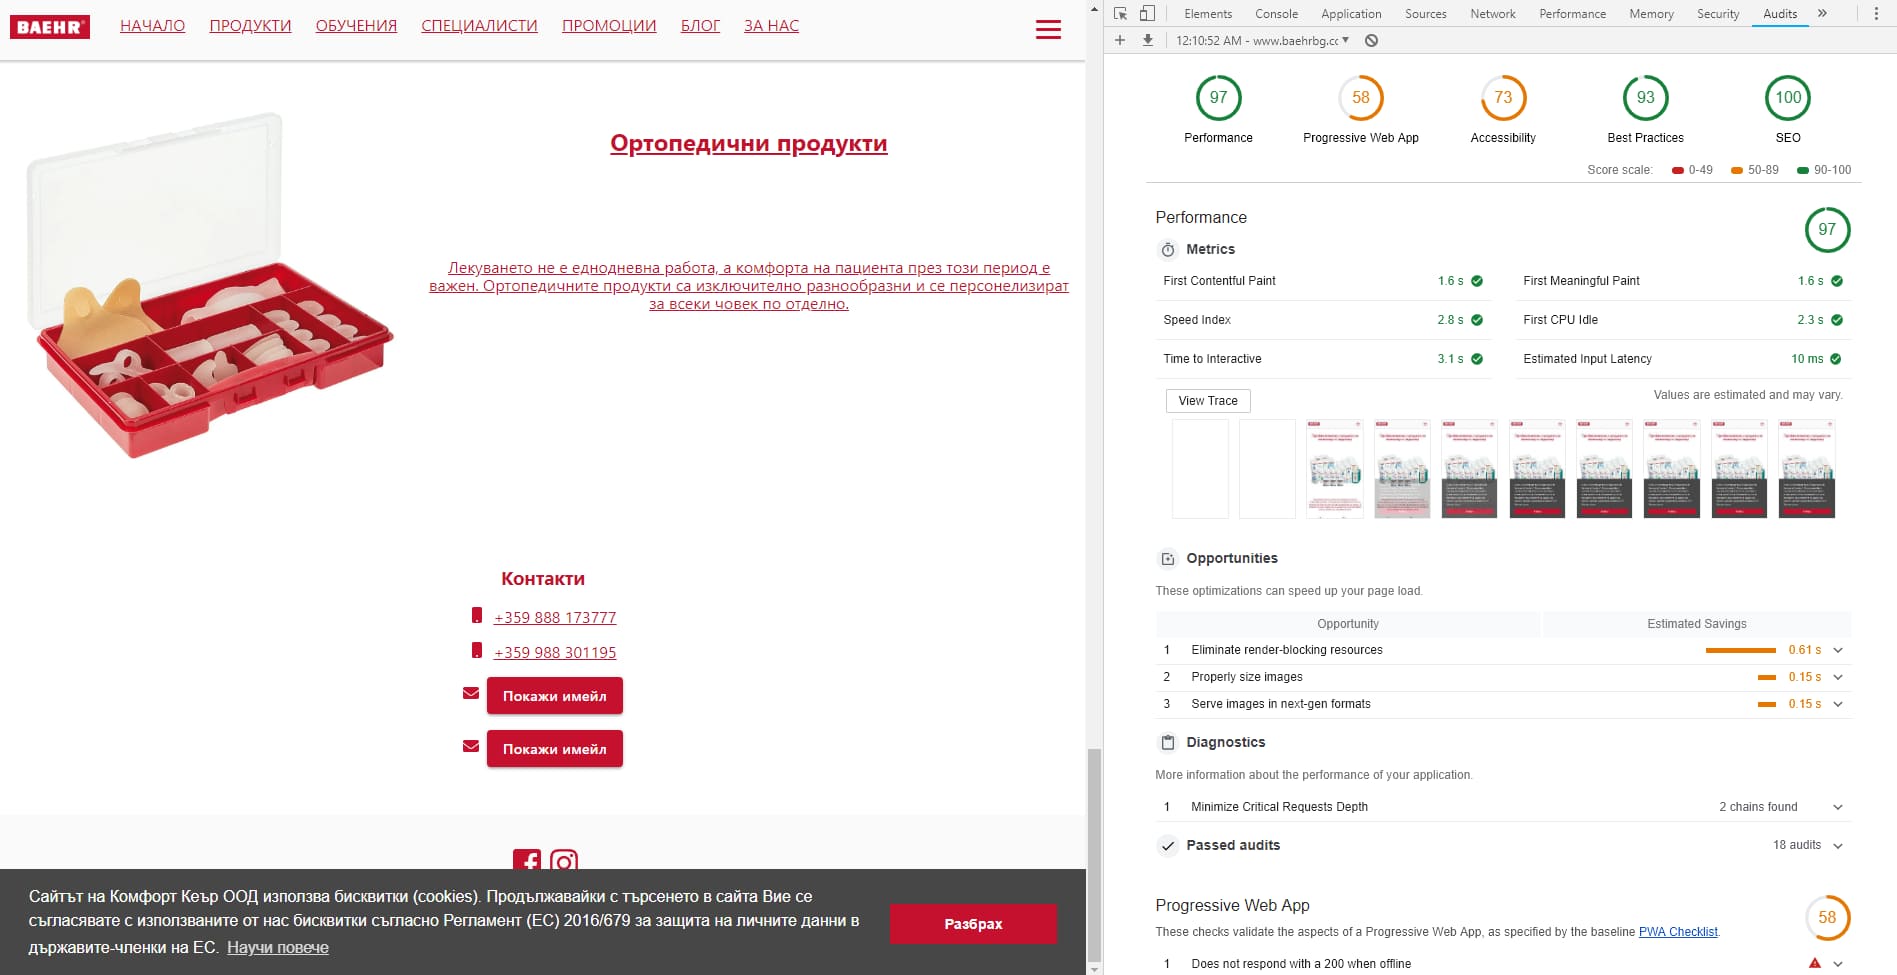 BAEHR
НАЧАЛО ПРОДУКТИ ОБУЧЕНИЯ СПЕЦИАЛИСТИ ПРОМОЦИИ БЛОГ ЗА НАС
Ортопедични продукти
Лекуването не е еднодневна работа, а комфорта на пациента през този период е
важен. Ортопедичните продукти са изключително разнообразни и се персонелизират
за всеки човек по отделно.
Контакти
+359 888 173777
+359 988 301195
Покажи имейл
Покажи имейл
Сайтът на Комфорт Кеър ООД използва бисквитки (cookies). Продължавайки с търсенето в сайта Вие се
съгласявате с използваните от нас бисквитки съгласно Регламент (ЕС) 2016/679 за защита на личните данни в
държавите-членки на ЕС. Научи повече
Разбрах
Elements Console Application Sources Network Performance Memory Security Audits
12:10:52 AM - www.baehrbg.cc
97 58 73 93 100
Performance Progressive Web App Accessibility Best Practices SEO
Score scale: 0-49 50-89 90-100
Performance
97
Metrics
First Contentful Paint 1.6 s First Meaningful Paint 1.6 s
Speed Index 2.8 s First CPU Idle 2.3 s
Time to Interactive 3.1 s Estimated Input Latency 10 ms
View Trace
Values are estimated and may vary.
Opportunities
These optimizations can speed up your page load.
Opportunity Estimated Savings
1 Eliminate render-blocking resources 0.61 s
2 Properly size images 0.15 s
3 Serve images in next-gen formats 0.15 s
Diagnostics
More information about the performance of your application.
1 Minimize Critical Requests Depth 2 chains found
Passed audits 18 audits
Progressive Web App
58
These checks validate the aspects of a Progressive Web App, as specified by the baseline PWA Checklist.
1 Does not respond with a 200 when offline